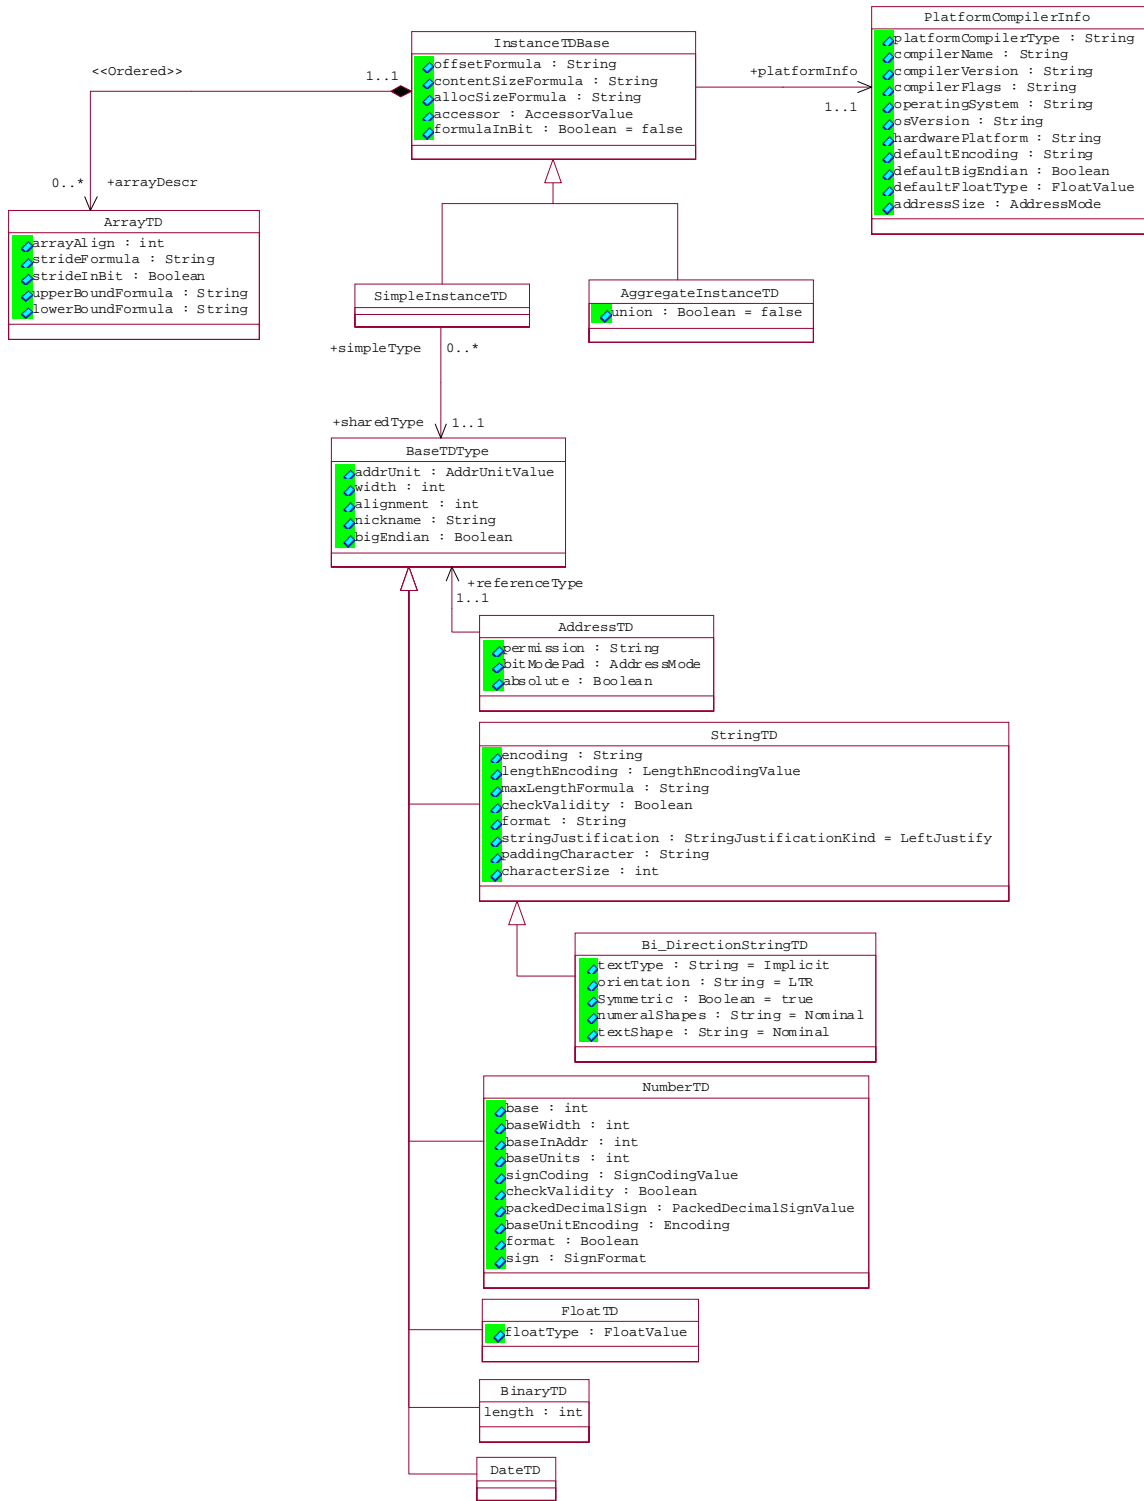 PlatformCompilerInfo
platformCompilerType : String
compilerName : String
compilerVersion : String
compilerFlags : String
operatingSystem : String
osVersion : String
hardwarePlatform : String
defaultEncoding : String
defaultBigEndian : Boolean
defaultFloatType : FloatValue
addressSize : AddressMode
InstanceTDBase
offsetFormula : String
contentSizeFormula : String
allocSizeFormula : String
accessor : AccessorValue
formulaInBit : Boolean = false
<<Ordered>>
1..1
+platformInfo
1..1
0..*
+arrayDescr
ArrayTD
arrayAlign : int
strideFormula : String
strideInBit : Boolean
upperBoundFormula : String
lowerBoundFormula : String
SimpleInstanceTD
AggregateInstanceTD
union : Boolean = false
+simpleType
0..*
+sharedType
1..1
BaseTDType
addrUnit : AddrUnitValue
width : int
alignment : int
nickname : String
bigEndian : Boolean
+referenceType
1..1
AddressTD
permission : String
bitModePad : AddressMode
absolute : Boolean
StringTD
encoding : String
lengthEncoding : LengthEncodingValue
maxLengthFormula : String
checkValidity : Boolean
format : String
stringJustification : StringJustificationKind = LeftJustify
paddingCharacter : String
characterSize : int
Bi_DirectionStringTD
textType : String = Implicit
orientation : String = LTR
Symmetric : Boolean = true
numeralShapes : String = Nominal
textShape : String = Nominal
NumberTD
base : int
baseWidth : int
baseInAddr : int
baseUnits : int
signCoding : SignCodingValue
checkValidity : Boolean
packedDecimalSign : PackedDecimalSignValue
baseUnitEncoding : Encoding
format : Boolean
sign : SignFormat
FloatTD
floatType : FloatValue
BinaryTD
length : int
DateTD